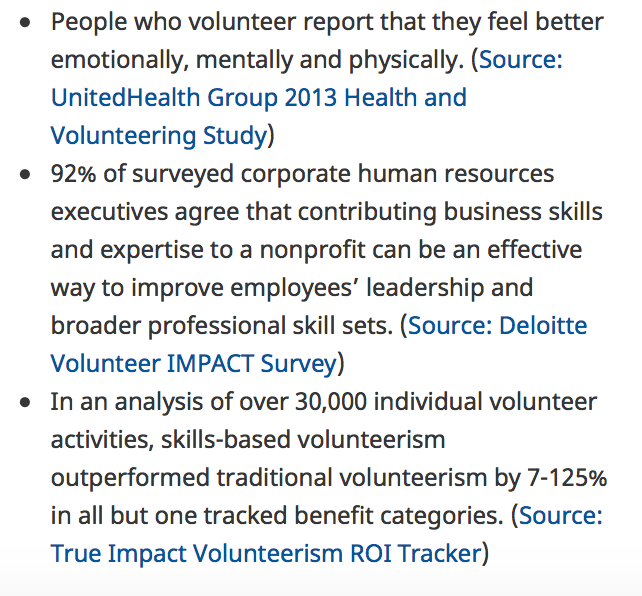 • People who volunteer report that they feel better
emotionally, mentally and physically. (Source:
UnitedHealth Group 2013 Health and
Volunteering Study)
• 92% of surveyed corporate human resources
executives agree that contributing business skills
and expertise to a nonprofit can be an effective
way to improve employees’ leadership and
broader professional skill sets. (Source: Deloitte
Volunteer IMPACT Survey)
• In an analysis of over 30,000 individual volunteer
activities, skills-based volunteerism
outperformed traditional volunteerism by 7-125%
in all but one tracked benefit categories. (Source:
True Impact Volunteerism ROI Tracker)